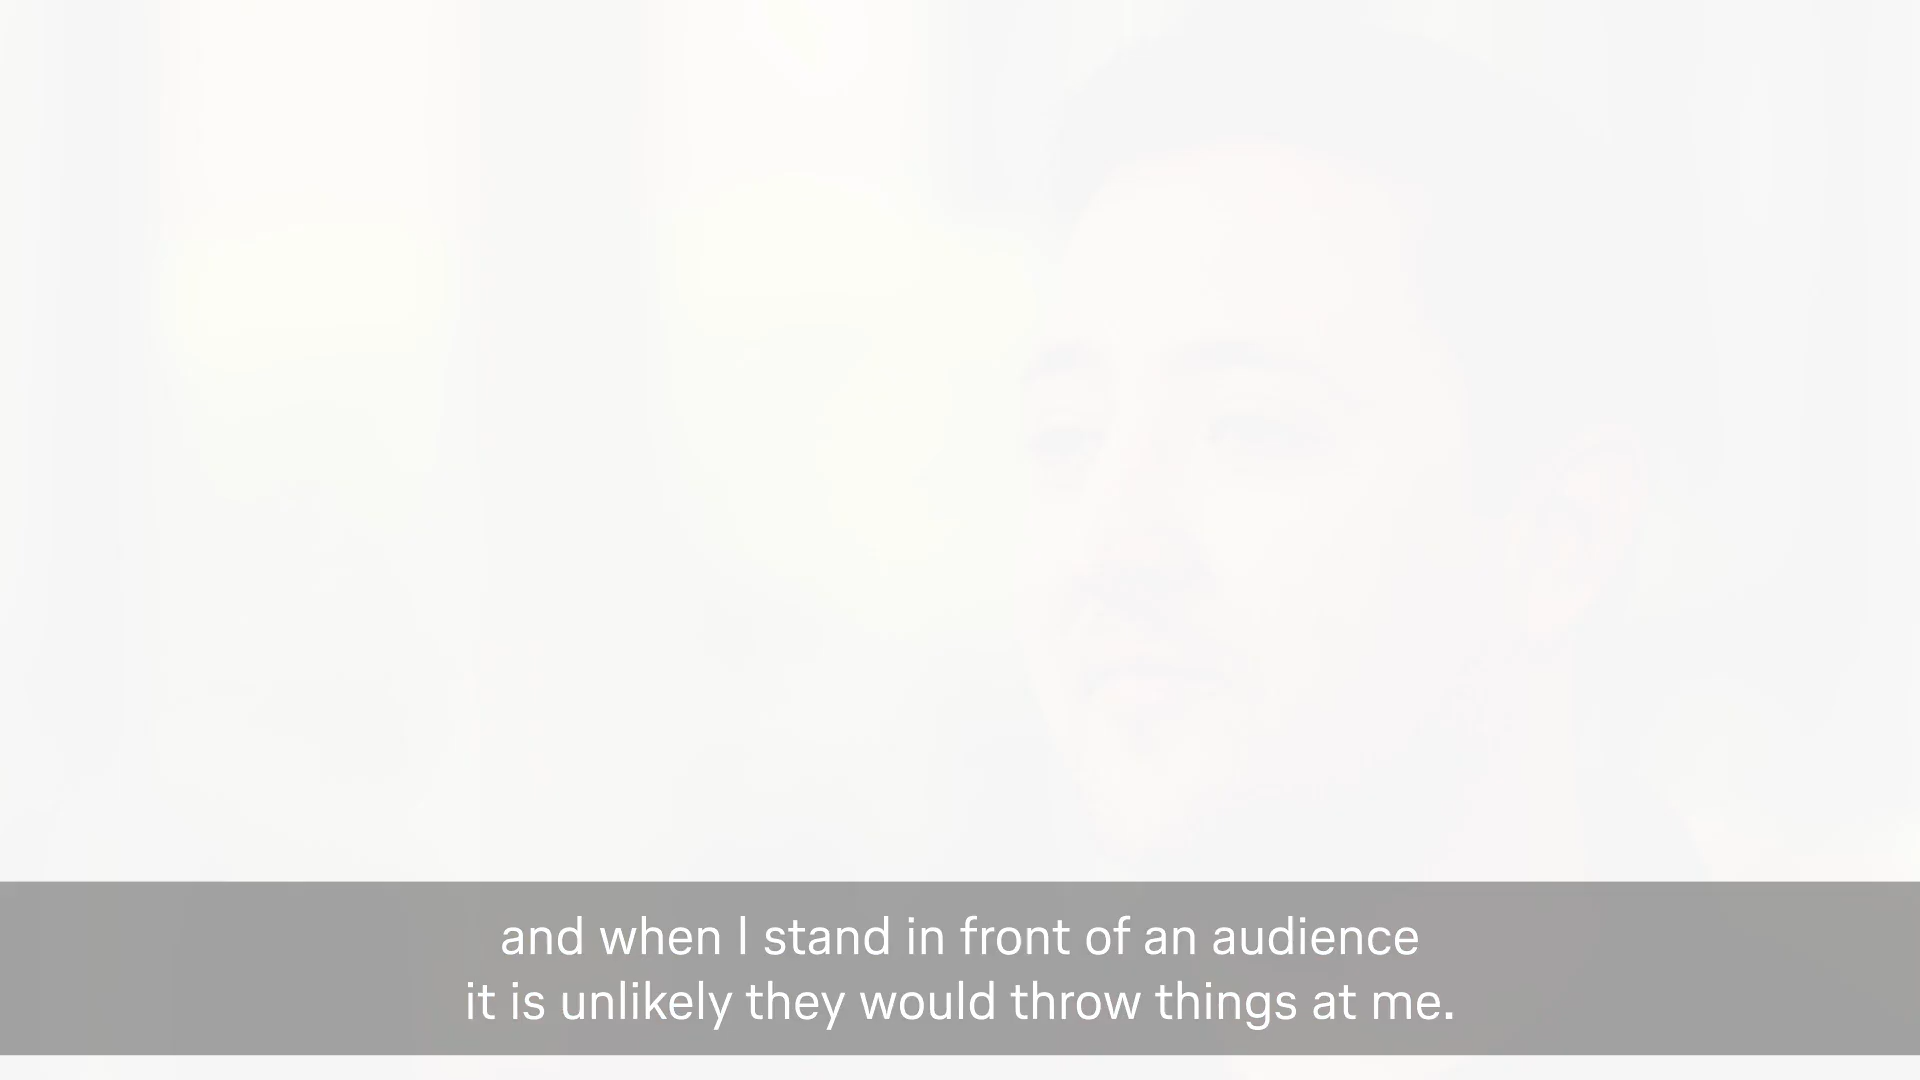 and when I stand in front of an audience
it is unlikely they would throw things at me.